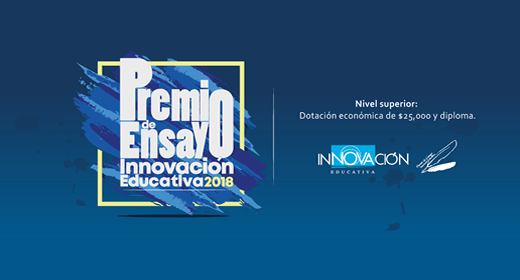 Premio
de
Ensayo
Innovación
Educativa 2018
Nivel superior:
Dotación económica de $25,000 y diploma.
INNOVACIÓN
EDUCATIVA